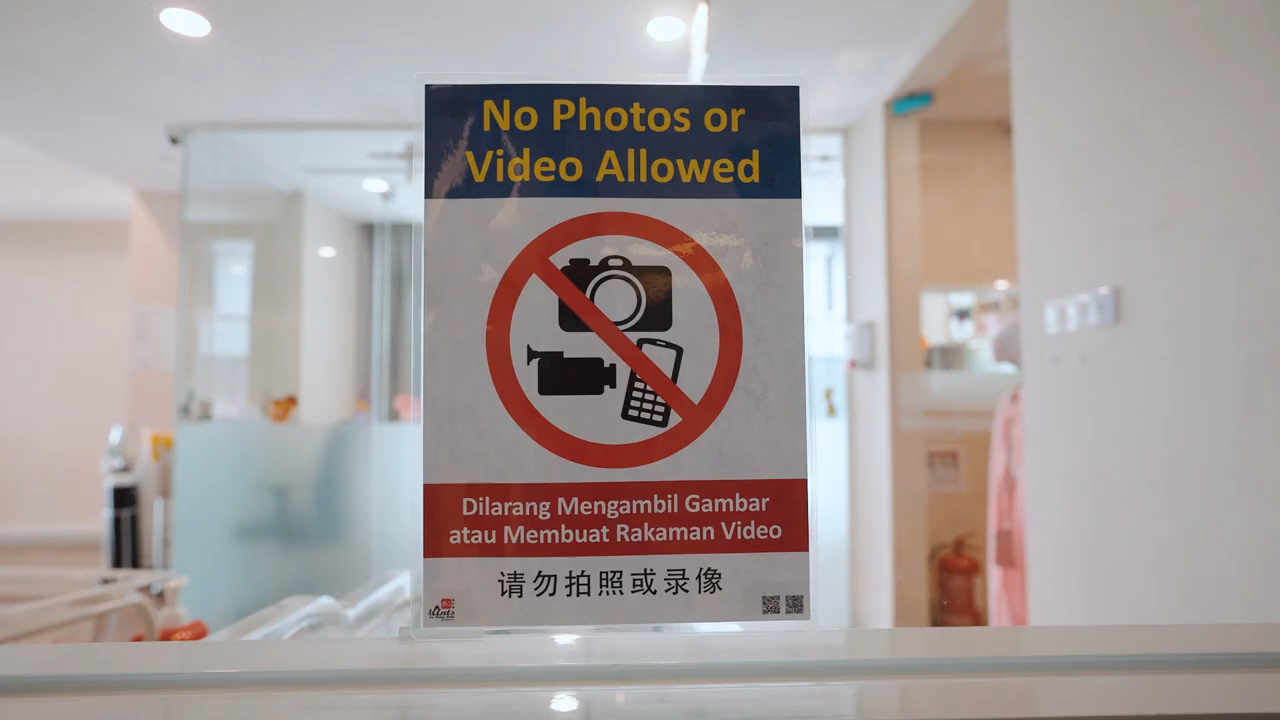 No Photos or
Video Allowed
Dilarang Mengambil Gambar
atau Membuat Rakaman Video
请勿拍照或录像
Ants